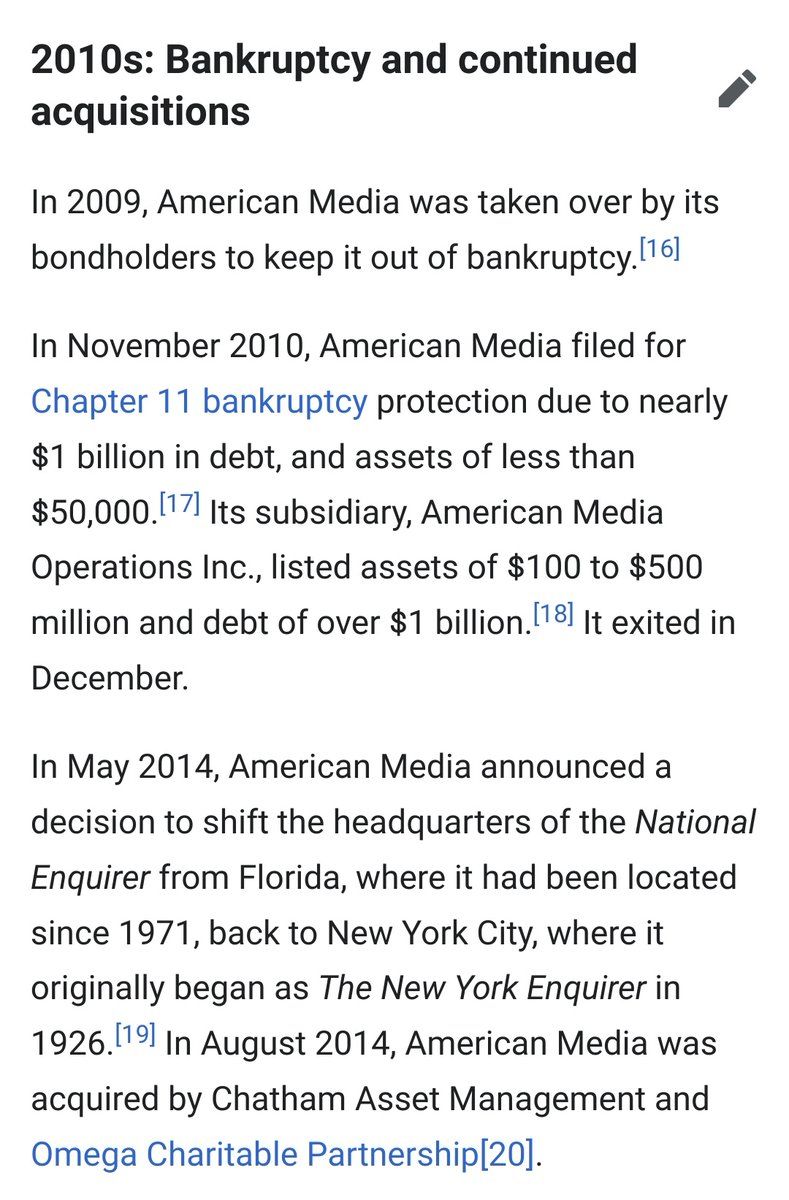 2010s: Bankruptcy and continued
acquisitions
In 2009, American Media was taken over by its
bondholders to keep it out of bankruptcy.[16]
In November 2010, American Media filed for
Chapter 11 bankruptcy protection due to nearly
$1 billion in debt, and assets of less than
$50,000.[17] Its subsidiary, American Media
Operations Inc., listed assets of $100 to $500
million and debt of over $1 billion.[18] It exited in
December.
In May 2014, American Media announced a
decision to shift the headquarters of the National
Enquirer from Florida, where it had been located
since 1971, back to New York City, where it
originally began as The New York Enquirer in
1926.[19] In August 2014, American Media was
acquired by Chatham Asset Management and
Omega Charitable Partnership[20].